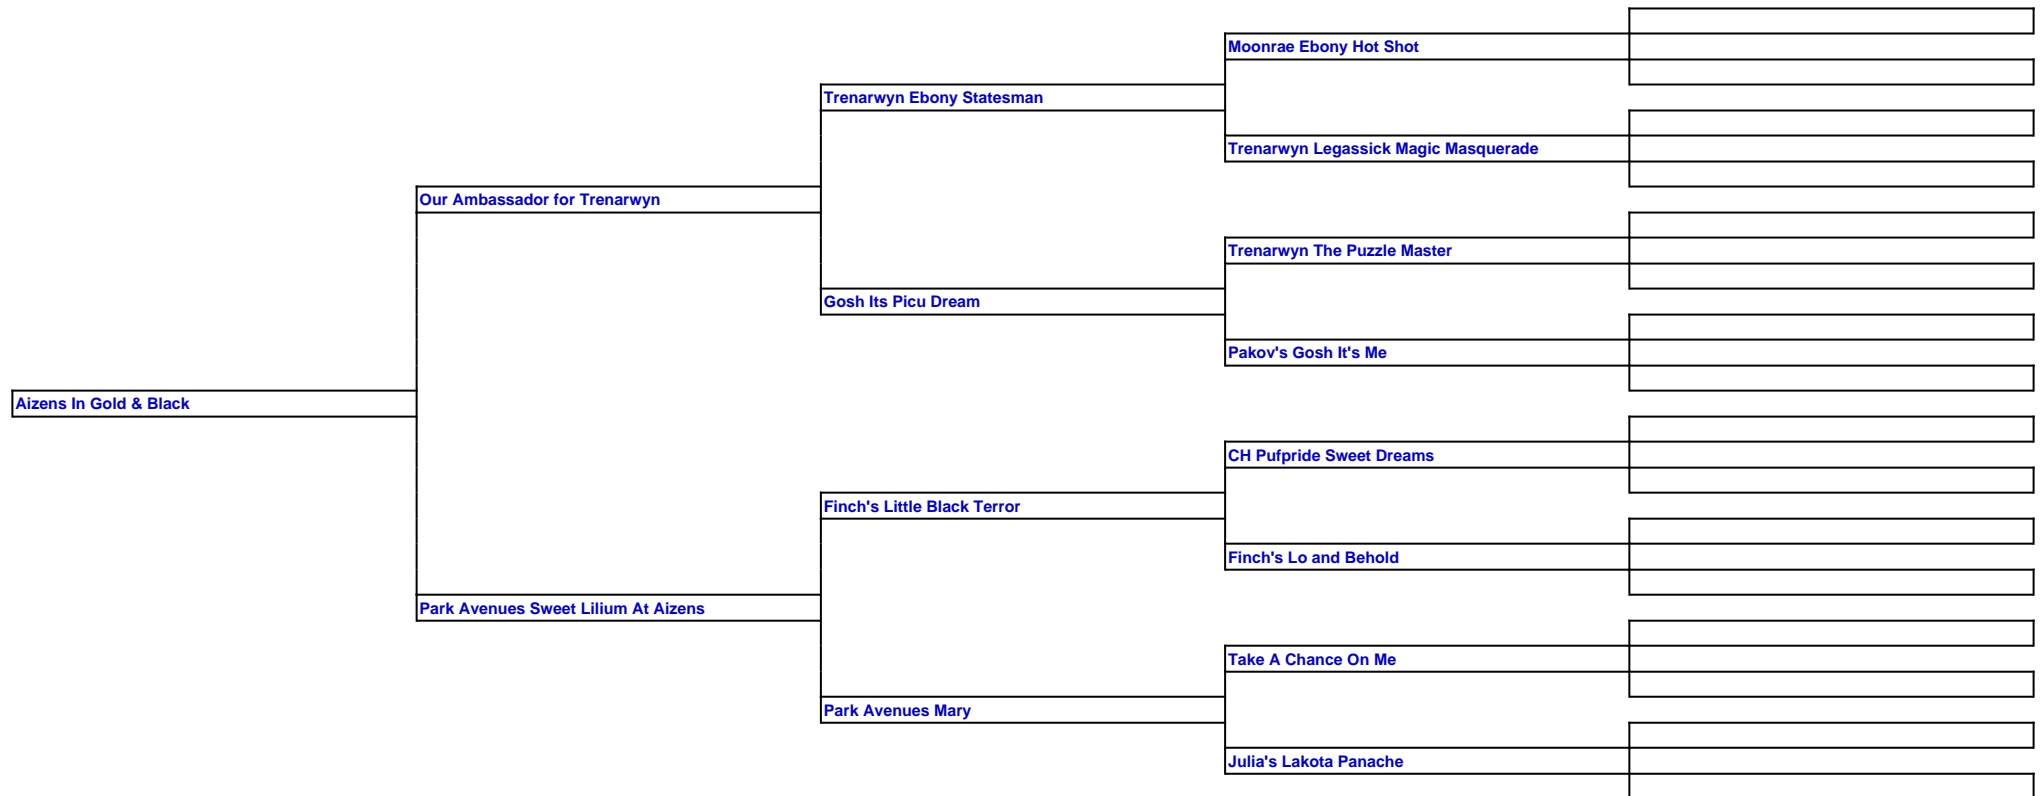 Moonrae Ebony Hot Shot
Trenarwyn Ebony Statesman
Trenarwyn Legassick Magic Masquerade
Our Ambassador for Trenarwyn
Trenarwyn The Puzzle Master
Gosh Its Picu Dream
Pakov's Gosh It's Me
Aizens In Gold & Black
CH Pufpride Sweet Dreams
Finch's Little Black Terror
Finch's Lo and Behold
Park Avenues Sweet Lilium At Aizens
Take A Chance On Me
Park Avenues Mary
Julia's Lakota Panache